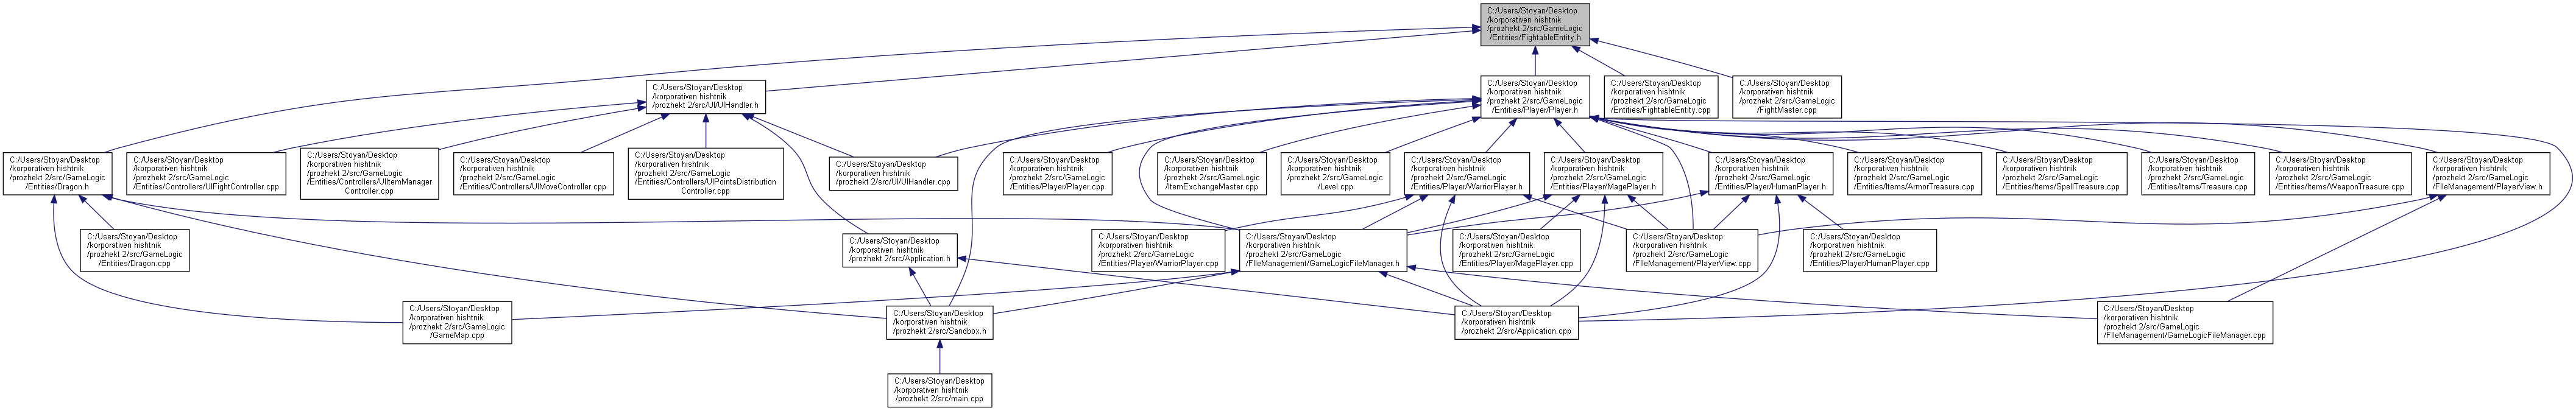 C:/Users/Stoyan/Desktop
/korporativen hishtnik
/prozhekt 2/src/GameLogic
/Entities/FightableEntity.h
C:/Users/Stoyan/Desktop
/korporativen hishtnik
/prozhekt 2/src/UI/UIHandler.h
C:/Users/Stoyan/Desktop
/korporativen hishtnik
/prozhekt 2/src/GameLogic
/Entities/Player/Player.h
C:/Users/Stoyan/Desktop
/korporativen hishtnik
/prozhekt 2/src/GameLogic
/Entities/FightableEntity.cpp
C:/Users/Stoyan/Desktop
/korporativen hishtnik
/prozhekt 2/src/GameLogic
/FightMaster.cpp
C:/Users/Stoyan/Desktop
/korporativen hishtnik
/prozhekt 2/src/GameLogic
/Entities/Dragon.h
C:/Users/Stoyan/Desktop
/korporativen hishtnik
/prozhekt 2/src/GameLogic
/Entities/Controllers/UIFightController.cpp
C:/Users/Stoyan/Desktop
/korporativen hishtnik
/prozhekt 2/src/GameLogic
/Entities/Controllers/UIItemManager
Controller.cpp
C:/Users/Stoyan/Desktop
/korporativen hishtnik
/prozhekt 2/src/GameLogic
/Entities/Controllers/UIMoveController.cpp
C:/Users/Stoyan/Desktop
/korporativen hishtnik
/prozhekt 2/src/GameLogic
/Entities/Controllers/UIPointsDistribution
Controller.cpp
C:/Users/Stoyan/Desktop
/korporativen hishtnik
/prozhekt 2/src/UI/UIHandler.cpp
C:/Users/Stoyan/Desktop
/korporativen hishtnik
/prozhekt 2/src/GameLogic
/Entities/Player/Player.cpp
C:/Users/Stoyan/Desktop
/korporativen hishtnik
/prozhekt 2/src/GameLogic
/ItemExchangeMaster.cpp
C:/Users/Stoyan/Desktop
/korporativen hishtnik
/prozhekt 2/src/GameLogic
/Level.cpp
C:/Users/Stoyan/Desktop
/korporativen hishtnik
/prozhekt 2/src/GameLogic
/Entities/Player/WarriorPlayer.h
C:/Users/Stoyan/Desktop
/korporativen hishtnik
/prozhekt 2/src/GameLogic
/Entities/Player/MagePlayer.h
C:/Users/Stoyan/Desktop
/korporativen hishtnik
/prozhekt 2/src/GameLogic
/Entities/Player/HumanPlayer.h
C:/Users/Stoyan/Desktop
/korporativen hishtnik
/prozhekt 2/src/GameLogic
/Entities/Items/ArmorTreasure.cpp
C:/Users/Stoyan/Desktop
/korporativen hishtnik
/prozhekt 2/src/GameLogic
/Entities/Items/SpellTreasure.cpp
C:/Users/Stoyan/Desktop
/korporativen hishtnik
/prozhekt 2/src/GameLogic
/Entities/Items/Treasure.cpp
C:/Users/Stoyan/Desktop
/korporativen hishtnik
/prozhekt 2/src/GameLogic
/Entities/Items/WeaponTreasure.cpp
C:/Users/Stoyan/Desktop
/korporativen hishtnik
/prozhekt 2/src/GameLogic
/FIleManagement/PlayerView.h
C:/Users/Stoyan/Desktop
/korporativen hishtnik
/prozhekt 2/src/GameLogic
/Entities/Dragon.cpp
C:/Users/Stoyan/Desktop
/korporativen hishtnik
/prozhekt 2/src/Application.h
C:/Users/Stoyan/Desktop
/korporativen hishtnik
/prozhekt 2/src/GameLogic
/Entities/Player/WarriorPlayer.cpp
C:/Users/Stoyan/Desktop
/korporativen hishtnik
/prozhekt 2/src/GameLogic
/FIleManagement/GameLogicFileManager.h
C:/Users/Stoyan/Desktop
/korporativen hishtnik
/prozhekt 2/src/GameLogic
/Entities/Player/MagePlayer.cpp
C:/Users/Stoyan/Desktop
/korporativen hishtnik
/prozhekt 2/src/GameLogic
/FIleManagement/PlayerView.cpp
C:/Users/Stoyan/Desktop
/korporativen hishtnik
/prozhekt 2/src/GameLogic
/Entities/Player/HumanPlayer.cpp
C:/Users/Stoyan/Desktop
/korporativen hishtnik
/prozhekt 2/src/GameLogic
/GameMap.cpp
C:/Users/Stoyan/Desktop
/korporativen hishtnik
/prozhekt 2/src/Sandbox.h
C:/Users/Stoyan/Desktop
/korporativen hishtnik
/prozhekt 2/src/Application.cpp
C:/Users/Stoyan/Desktop
/korporativen hishtnik
/prozhekt 2/src/GameLogic
/FIleManagement/GameLogicFileManager.cpp
C:/Users/Stoyan/Desktop
/korporativen hishtnik
/prozhekt 2/src/main.cpp